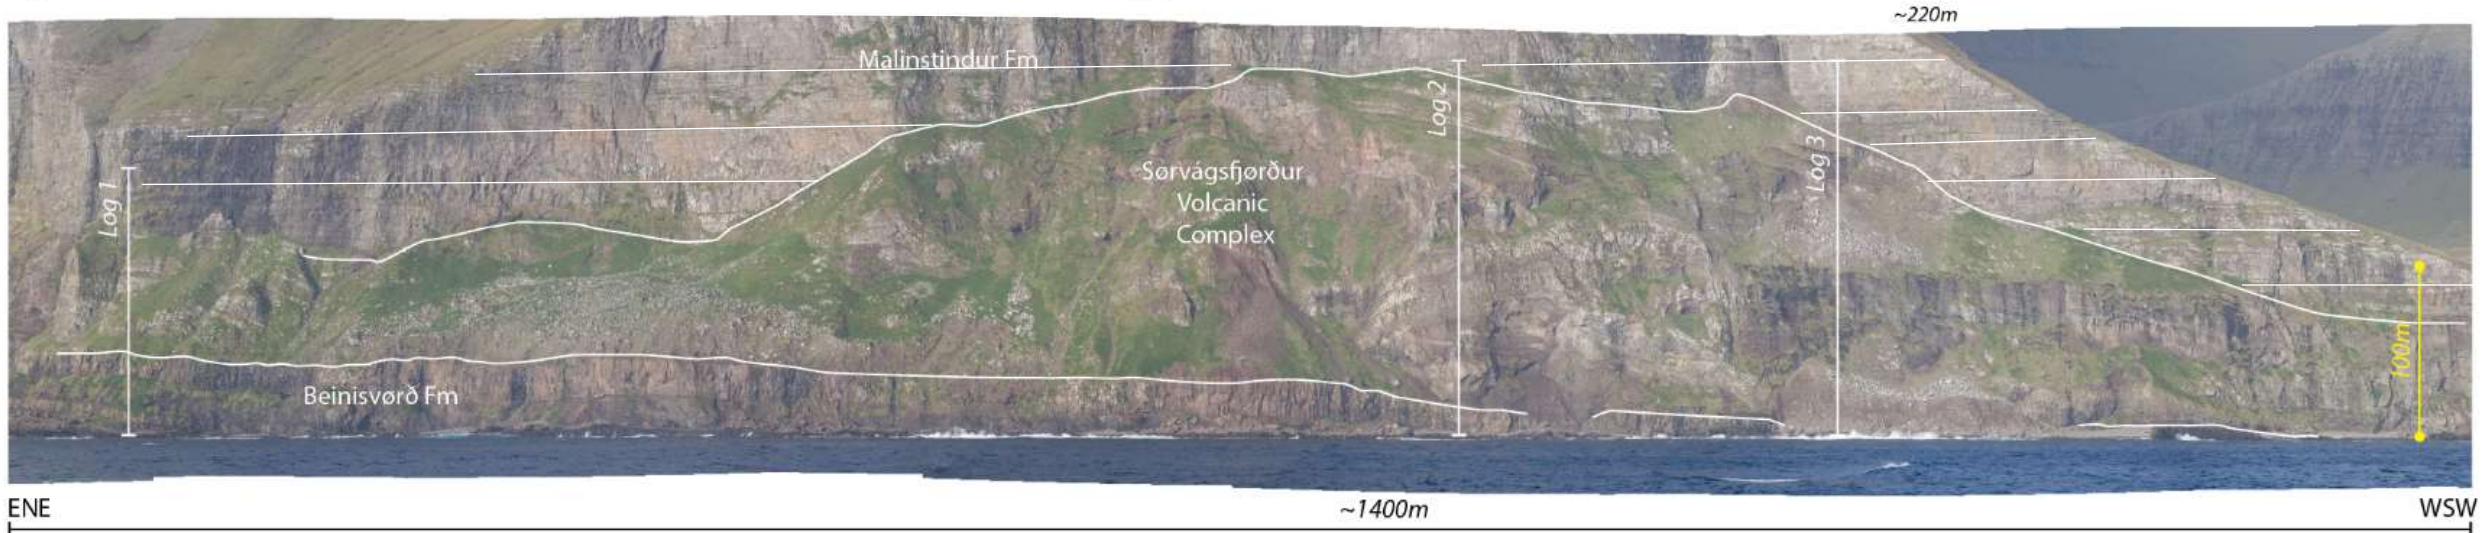 ~220m
Malinstindur Fm
Log 2
Log 3
Sørvágsfjørður
Volcanic
Complex
Log 1
100m
Beinisvørð Fm
ENE
~1400m
WSW